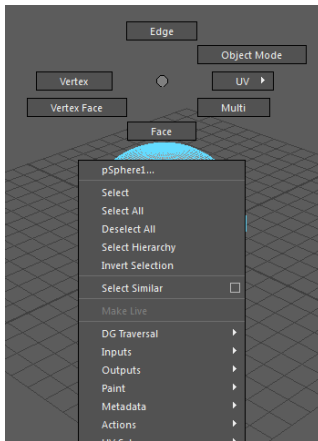 Edge
Object Mode
Vertex
UV
Vertex Face
Multi
Face
pSphere1...
Select
Select All
Deselect All
Select Hierarchy
Invert Selection
Select Similar
Make Live
DG Traversal
Inputs
Outputs
Paint
Metadata
Actions